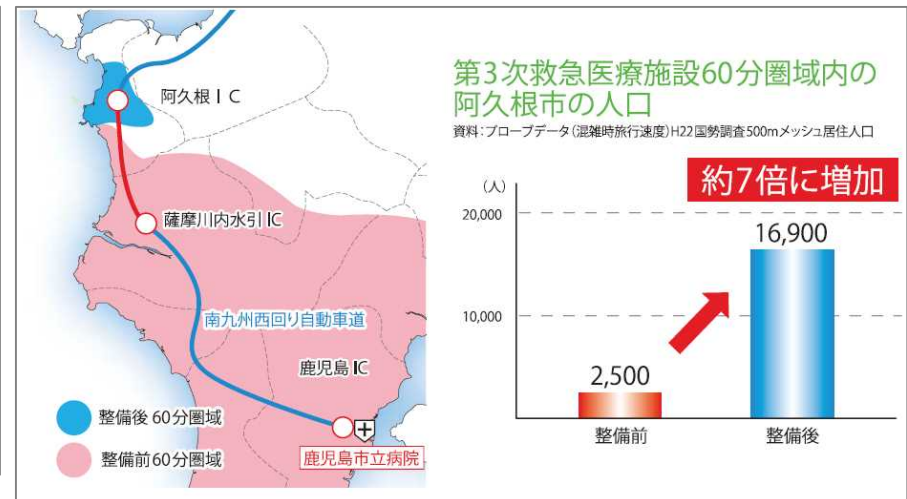 阿久根ＩＣ
薩摩川内水引IC
南九州西回り自動車道
鹿児島IC
鹿児島市立病院
整備後60分圏域
整備前60分圏域
第3次救急医療施設60分圏域内の
阿久根市の人口
資料：プローブデータ(混雑時旅行速度)H22国勢調査500mメッシュ居住人口
約7倍に増加
(人)
20,000
16,900
10,000
2,500
整備前
整備後